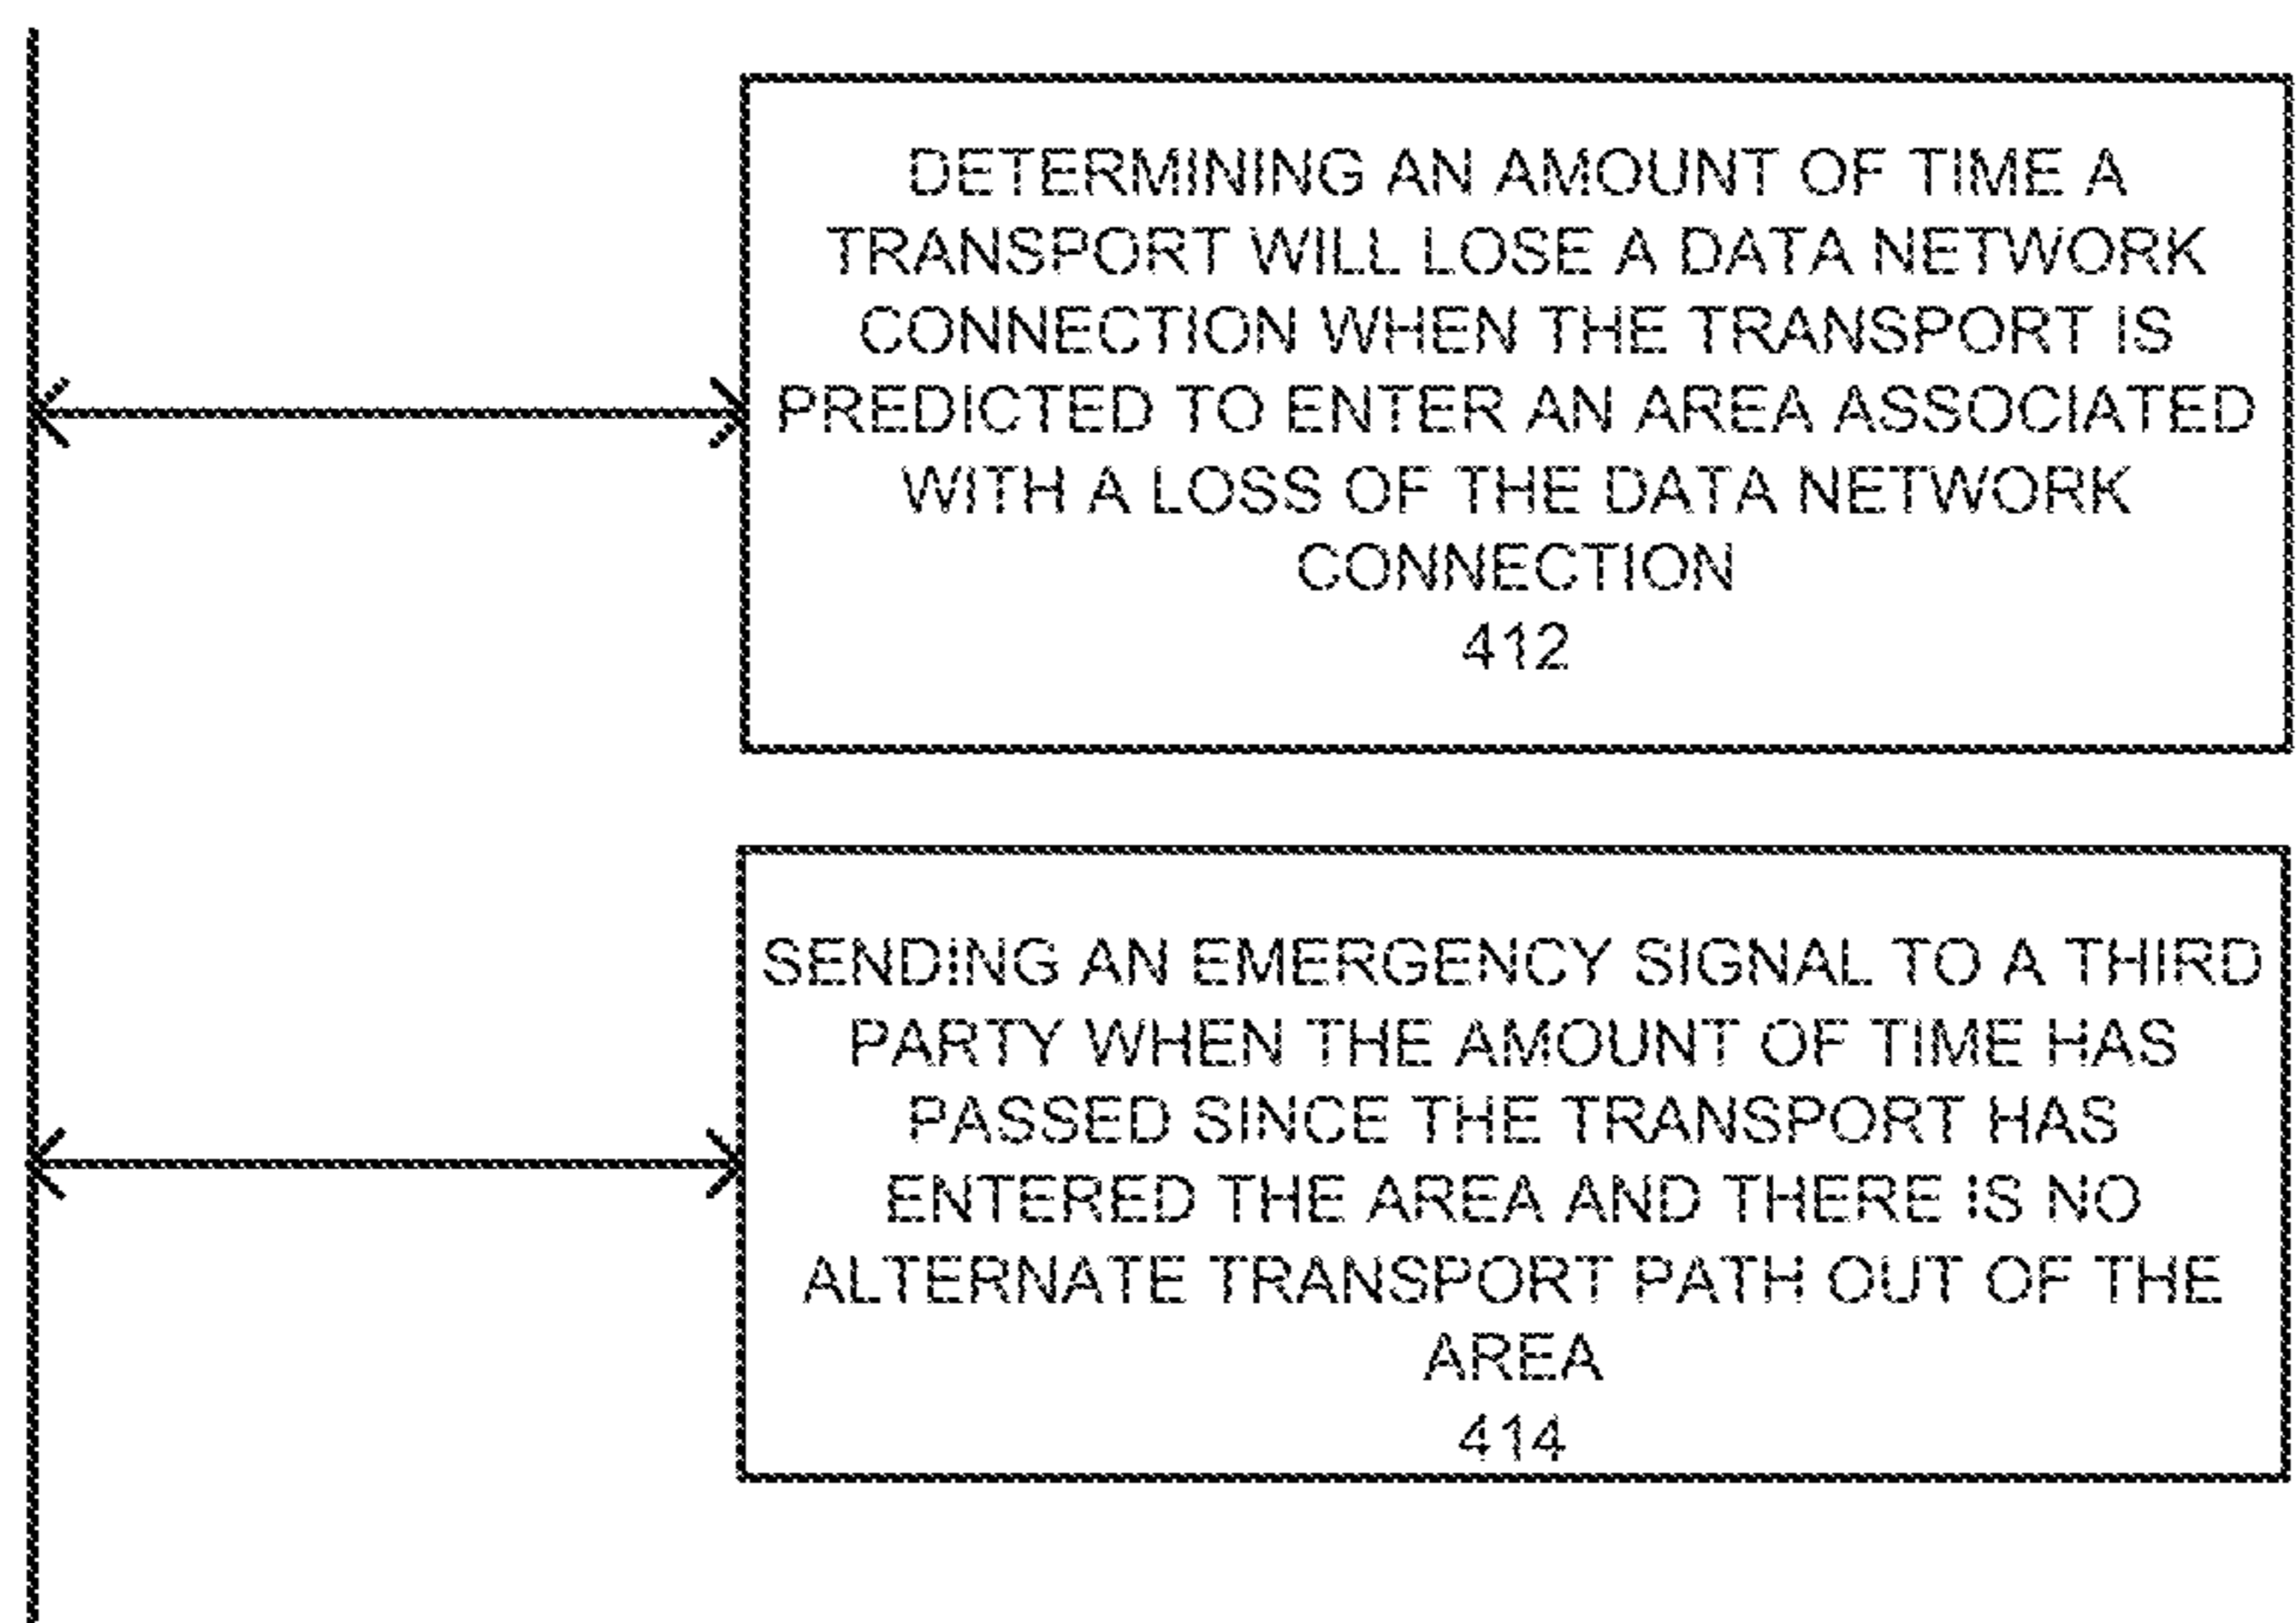 DETERMINING AN AMOUNT OF TIME A
TRANSPORT WILL LOSE A DATA NETWORK
CONNECTION WHEN THE TRANSPORT IS
PREDICTED TO ENTER AN AREA ASSOCIATED
WITH A LOSS OF THE DATA NETWORK
CONNECTION
412
SENDING AN EMERGENCY SIGNAL TO A THIRD
PARTY WHEN THE AMOUNT OF TIME HAS
PASSED SINCE THE TRANSPORT HAS
ENTERED THE AREA AND THERE IS NO
ALTERNATE TRANSPORT PATH OUT OF THE
AREA
414